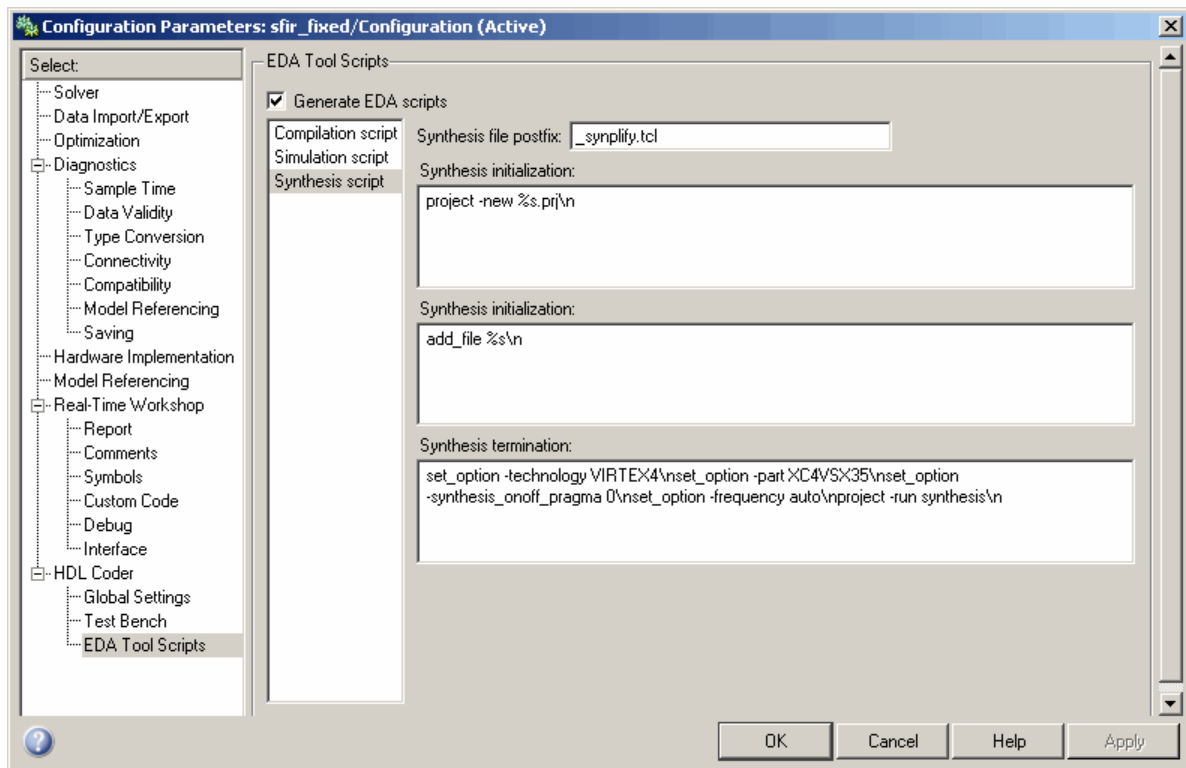 Configuration Parameters: sfir_fixed/Configuration (Active)
Select:
Solver
Data Import/Export
Optimization
Diagnostics
Sample Time
Data Validity
Type Conversion
Connectivity
Compatibility
Model Referencing
Saving
Hardware Implementation
Model Referencing
Real-Time Workshop
Report
Comments
Symbols
Custom Code
Debug
Interface
HDL Coder
Global Settings
Test Bench
EDA Tool Scripts
EDA Tool Scripts
Generate EDA scripts
Compilation script
Simulation script
Synthesis script
Synthesis file postfix: _synplify.tcl
Synthesis initialization:
project -new %s.prj\n
Synthesis initialization:
add_file %s\n
Synthesis termination:
set_option -technology VIRTEX4\nset_option -part XC4VSX35\nset_option
-synthesis_onoff_pragma 0\nset_option -frequency auto\nproject -run synthesis\n
OK Cancel Help Apply